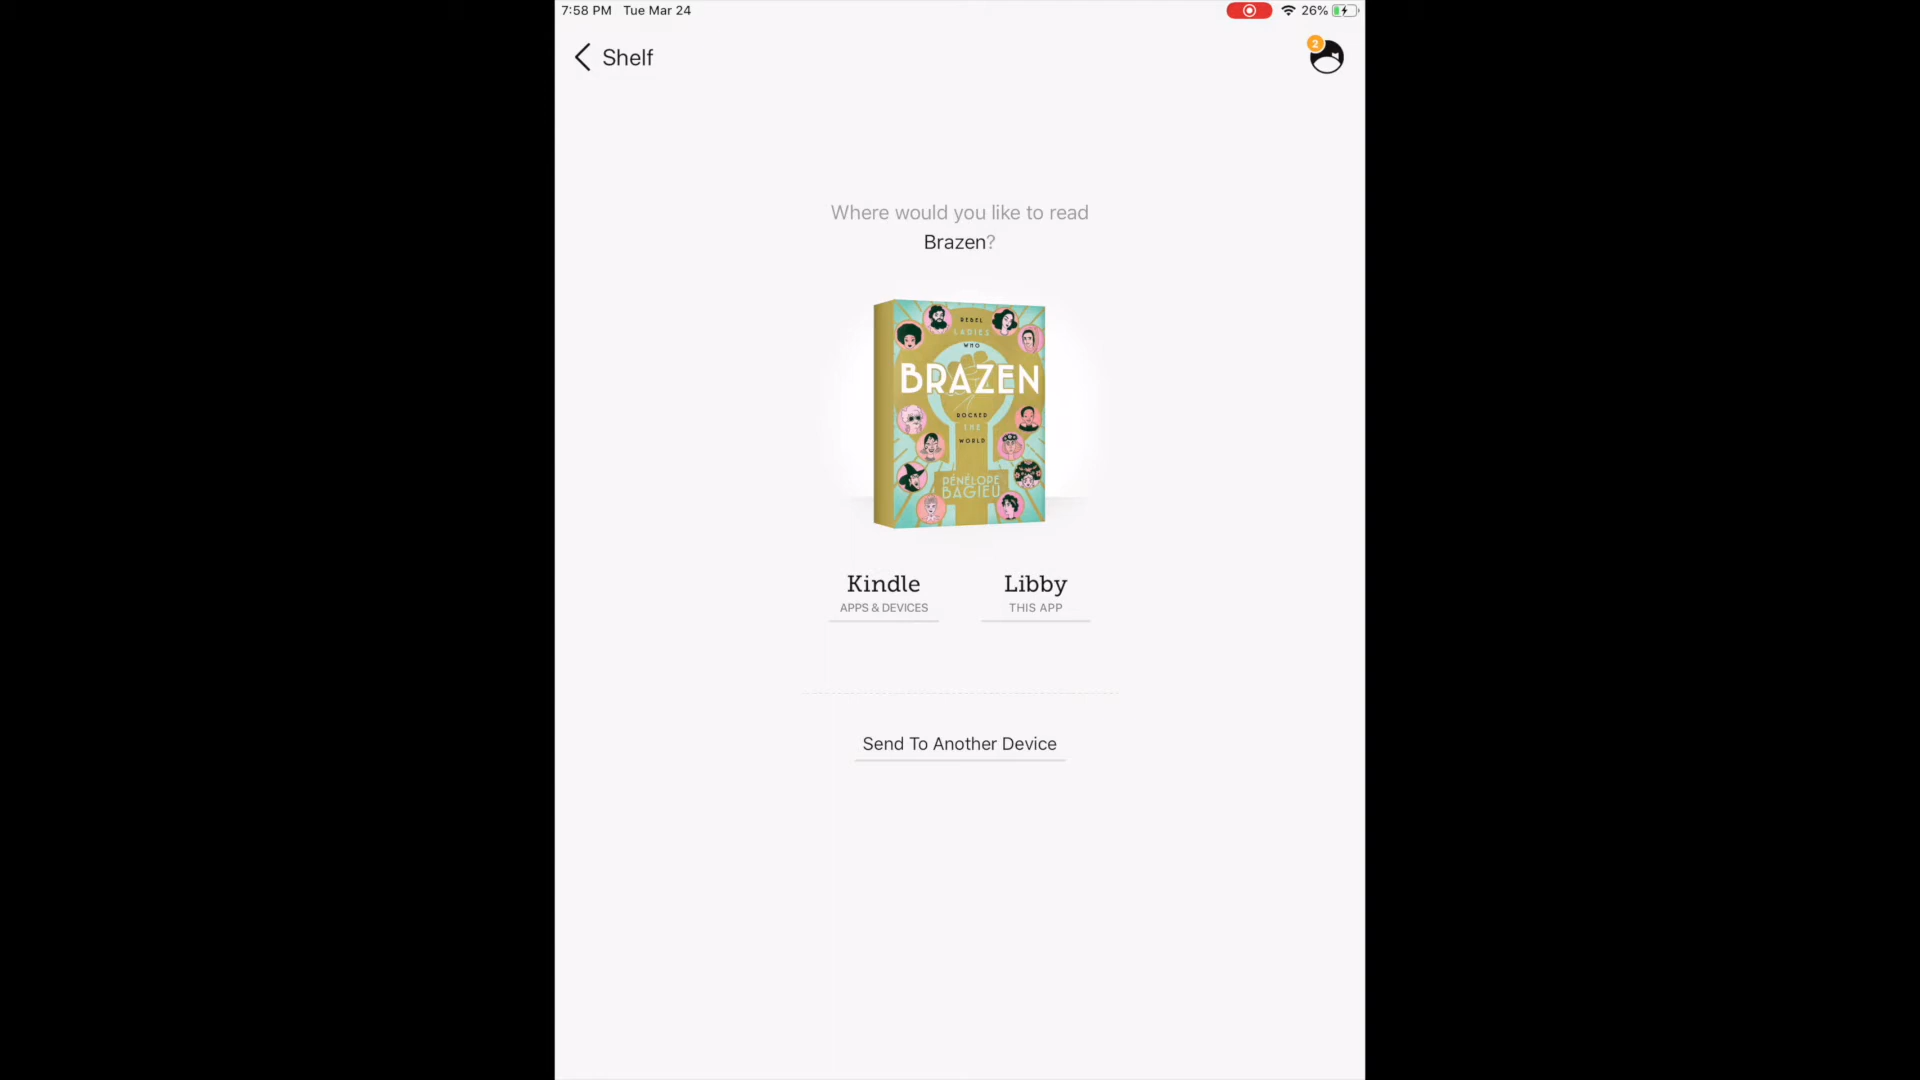 7:58 PM Tue Mar 24
26%
Shelf
2
Where would you like to read
Brazen?
REBEL
LADIES
WHO
BRAZEN
ROCKED
THE
WORLD
PÉNÉLOPE
BAGIEU
Kindle Libby
APPS & DEVICES THIS APP
Send To Another Device